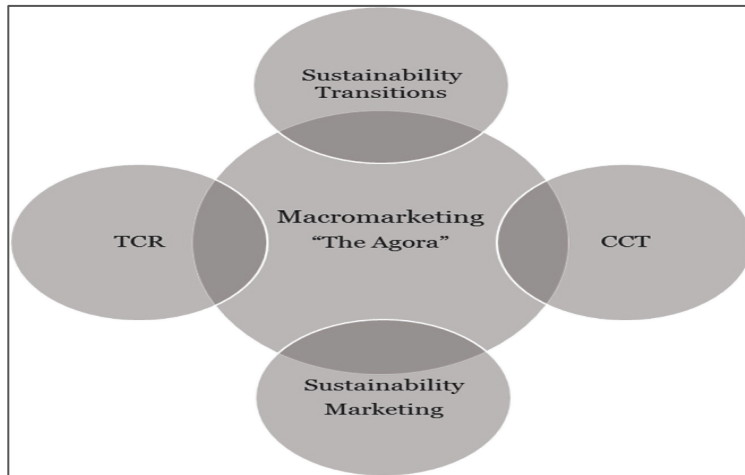 Sustainability
Transitions
TCR
Macromarketing
“The Agora”
CCT
Sustainability
Marketing